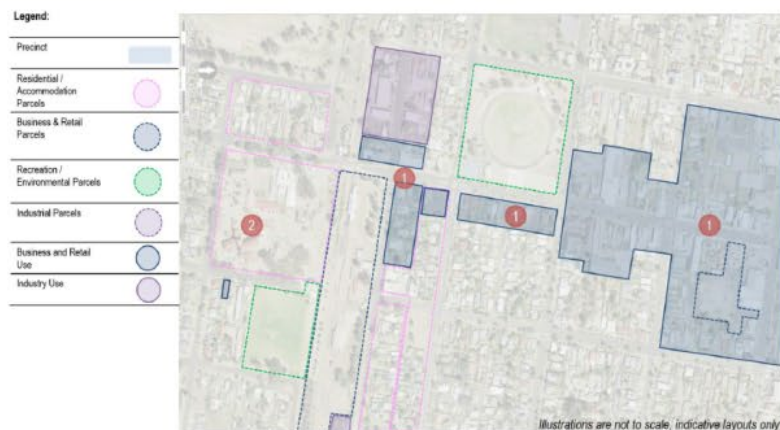 Legend:
Precinct
Residential /
Accommodation
Parcels
Business & Retail
Parcels
Recreation /
Environmental Parcels
Industrial Parcels
Business and Retail
Use
Industry Use
1
2
1
1
Illustrations are not to scale, indicative layouts only